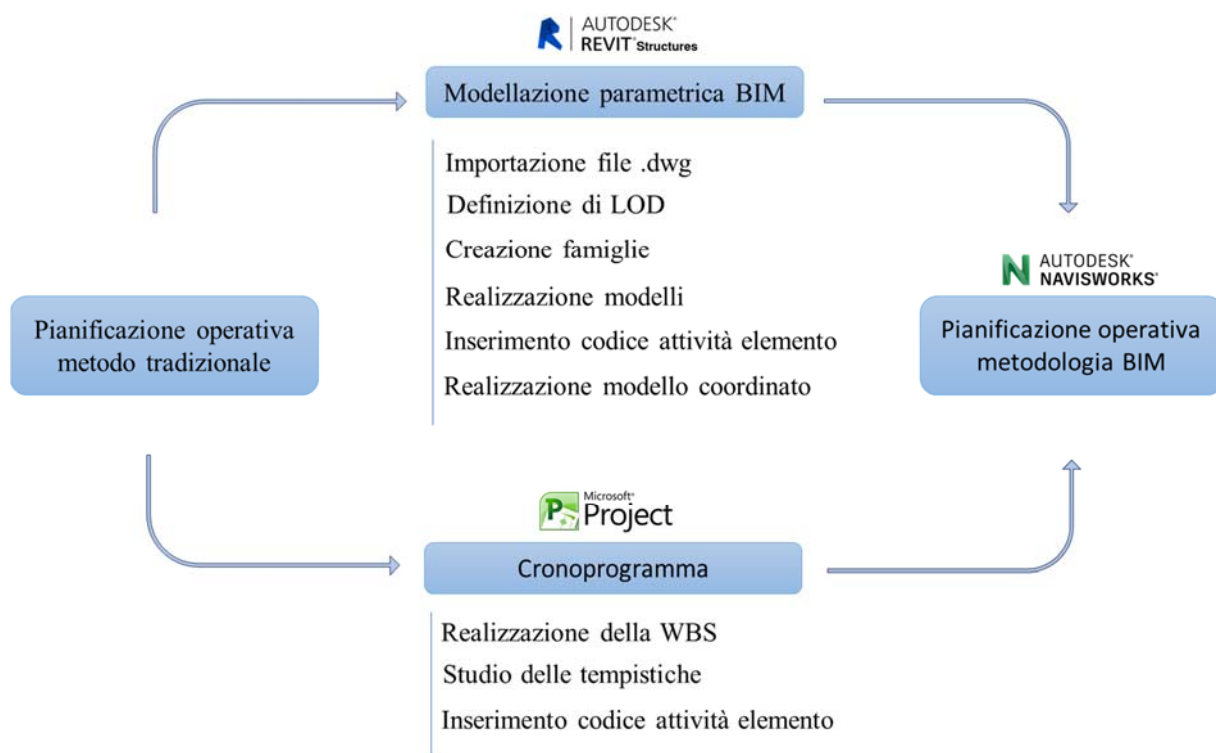 AUTODESK®
REVIT® Structures
Modellazione parametrica BIM
Importazione file .dwg
Definizione di LOD
Creazione famiglie
Realizzazione modelli
Inserimento codice attività elemento
Realizzazione modello coordinato
Pianificazione operativa
metodo tradizionale
AUTODESK®
NAVISWORKS®
Pianificazione operativa
metodologia BIM
Microsoft®
Project
Cronoprogramma
Realizzazione della WBS
Studio delle tempistiche
Inserimento codice attività elemento